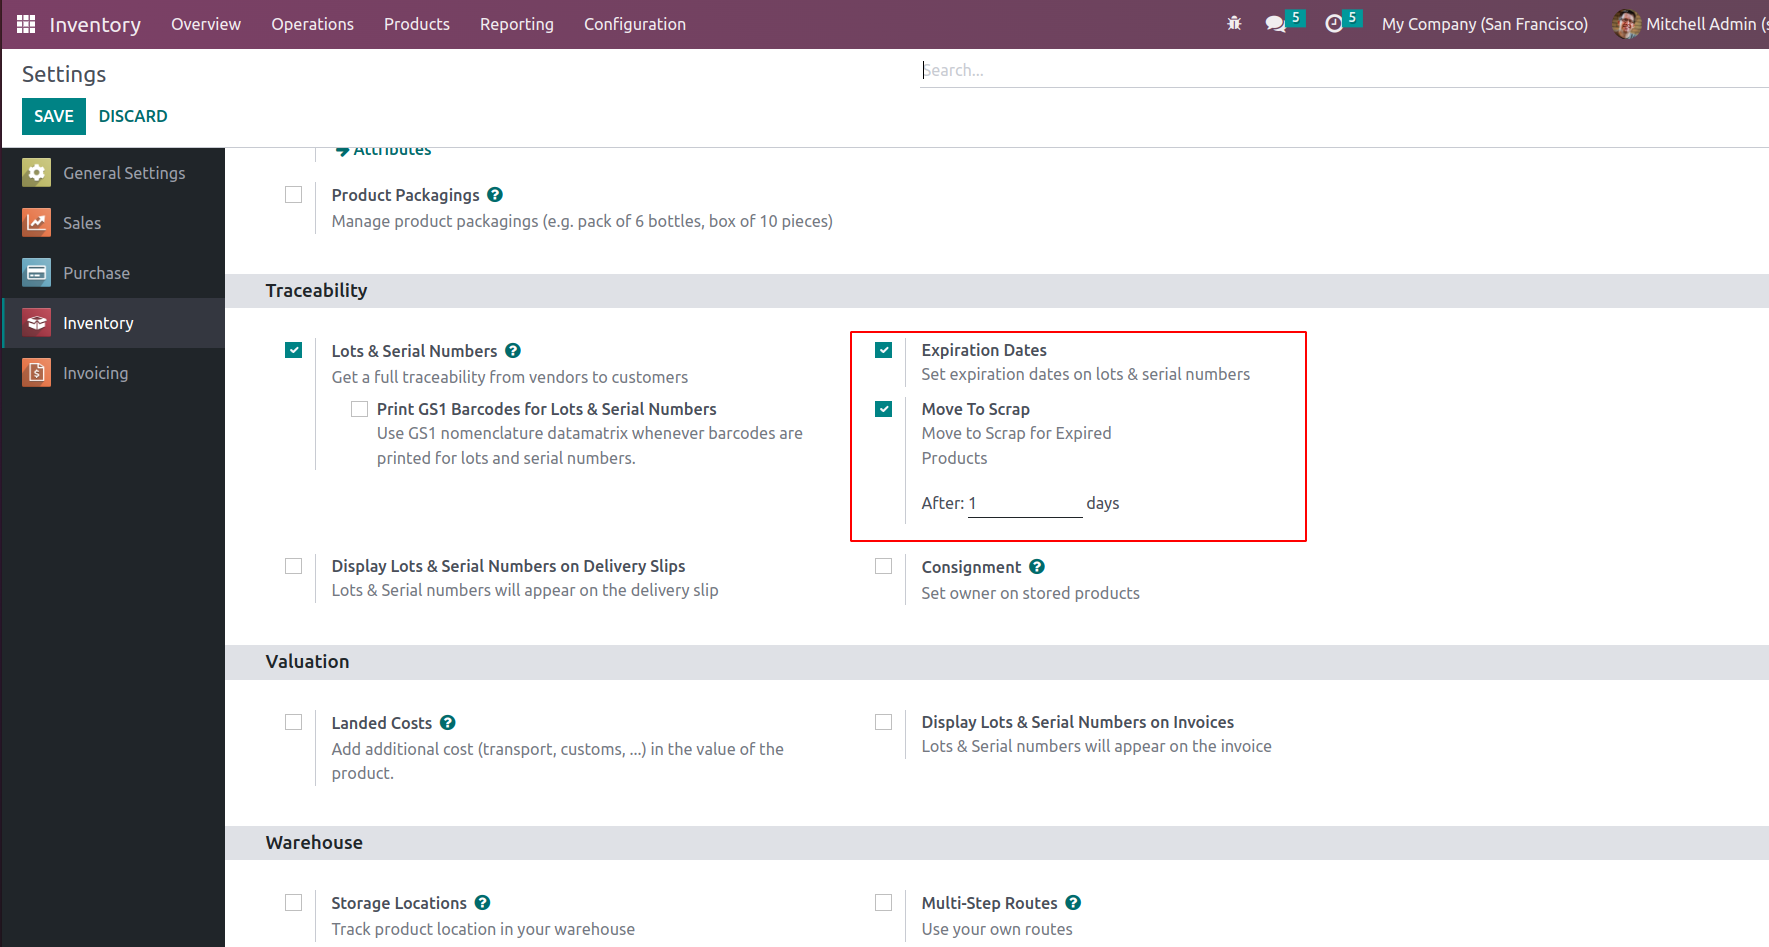 Inventory Overview Operations Products Reporting Configuration 5 5 My Company (San Francisco) Mitchell Admin (s
Settings
Search...
SAVE DISCARD
General Settings
Sales
Purchase
Inventory
Invoicing
Attributes
Product Packagings ?
Manage product packagings (e.g. pack of 6 bottles, box of 10 pieces)
Traceability
Lots & Serial Numbers ?
Get a full traceability from vendors to customers
Print GS1 Barcodes for Lots & Serial Numbers
Use GS1 nomenclature datamatrix whenever barcodes are
printed for lots and serial numbers.
Expiration Dates
Set expiration dates on lots & serial numbers
Move To Scrap
Move to Scrap for Expired
Products
After: 1 days
Display Lots & Serial Numbers on Delivery Slips
Lots & Serial numbers will appear on the delivery slip
Consignment ?
Set owner on stored products
Valuation
Landed Costs ?
Add additional cost (transport, customs, ...) in the value of the
product.
Display Lots & Serial Numbers on Invoices
Lots & Serial numbers will appear on the invoice
Warehouse
Storage Locations ?
Track product location in your warehouse
Multi-Step Routes ?
Use your own routes